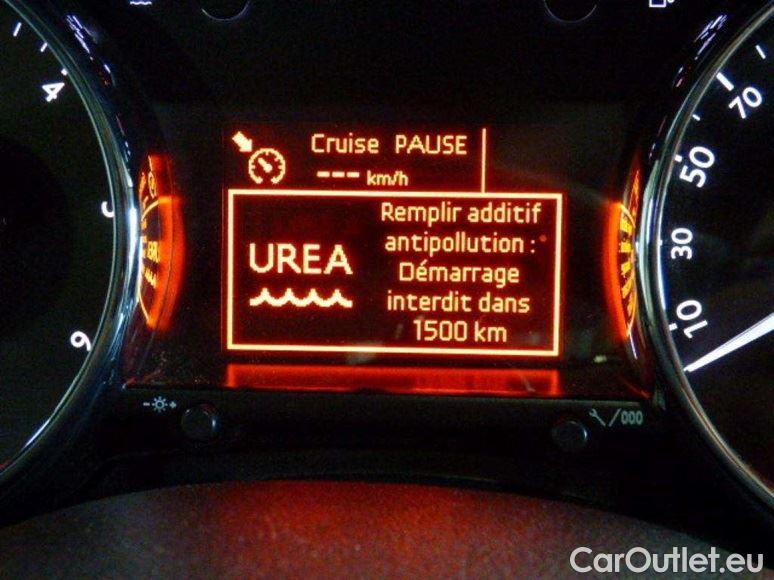 Cruise PAUSE
--- km/h
UREA
Remplir additif
antipollution :
Démarrage
interdit dans
1500 km
4
6
70
50
30
10
- +
/000
CarOutlet.eu